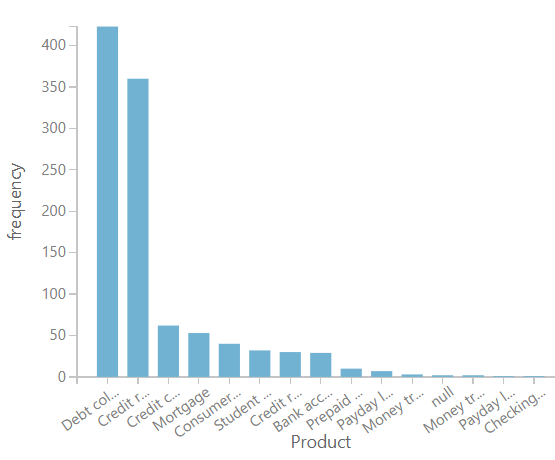 400
350
300
250
200
150
100
50
0
frequency
Debt col...
Credit r...
Credit c...
Mortgage
Consumer...
Student ...
Credit r...
Bank acc...
Prepaid ...
Payday l...
Money tr...
null
Money tr...
Payday l...
Checking...
Product